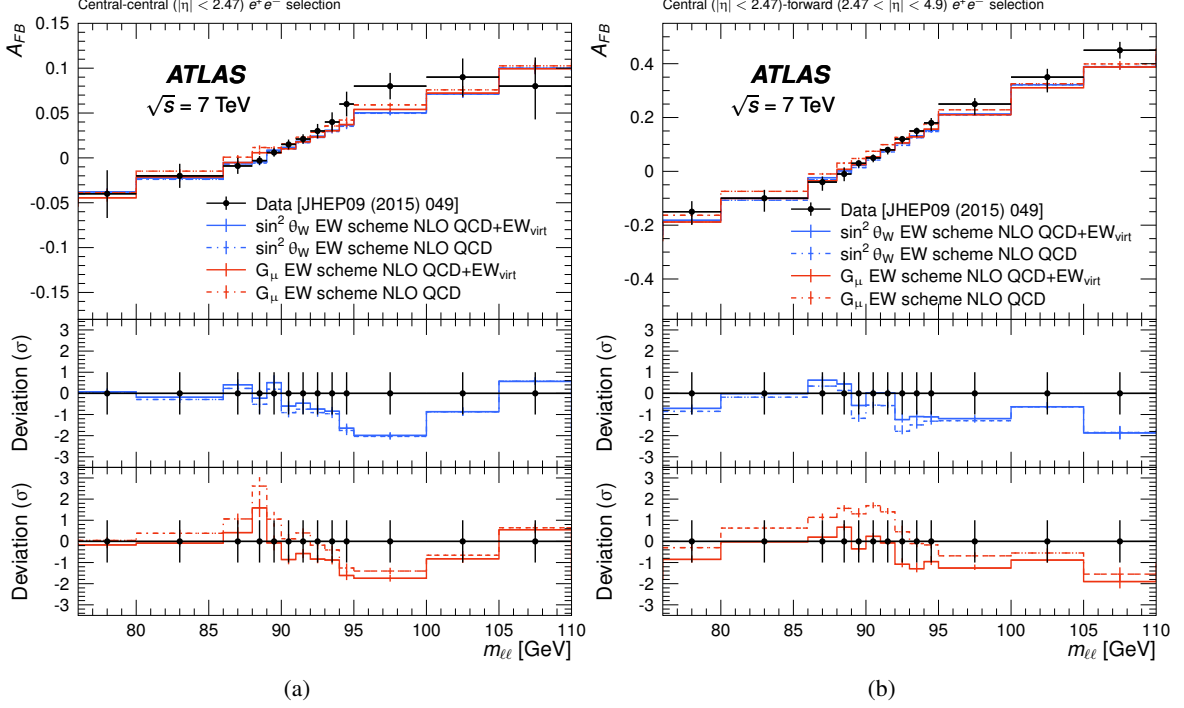 Central-central (|η| < 2.47) e⁺e⁻ selection
A_FB
0.15
0.1
0.05
0
−0.05
−0.1
−0.15
ATLAS
√s = 7 TeV
Data [JHEP09 (2015) 049]
sin² θ_W EW scheme NLO QCD+EW_virt
sin² θ_W EW scheme NLO QCD
G_μ EW scheme NLO QCD+EW_virt
G_μ EW scheme NLO QCD
Deviation (σ)
3
2
1
0
−1
−2
−3
Deviation (σ)
3
2
1
0
−1
−2
−3
80 85 90 95 100 105 110
m_ℓℓ [GeV]
(a)
Central (|η| < 2.47)-forward (2.47 < |η| < 4.9) e⁺e⁻ selection
A_FB
0.4
0.2
0
−0.2
−0.4
ATLAS
√s = 7 TeV
Data [JHEP09 (2015) 049]
sin² θ_W EW scheme NLO QCD+EW_virt
sin² θ_W EW scheme NLO QCD
G_μ EW scheme NLO QCD+EW_virt
G_μ EW scheme NLO QCD
Deviation (σ)
3
2
1
0
−1
−2
−3
Deviation (σ)
3
2
1
0
−1
−2
−3
80 85 90 95 100 105 110
m_ℓℓ [GeV]
(b)